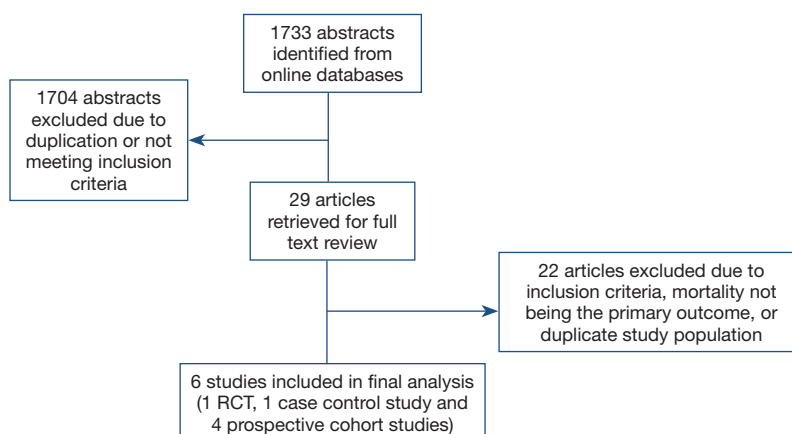 1733 abstracts
identified from
online databases
1704 abstracts
excluded due to
duplication or not
meeting inclusion
criteria
29 articles
retrieved for full
text review
22 articles excluded due to
inclusion criteria, mortality not
being the primary outcome, or
duplicate study population
6 studies included in final analysis
(1 RCT, 1 case control study and
4 prospective cohort studies)